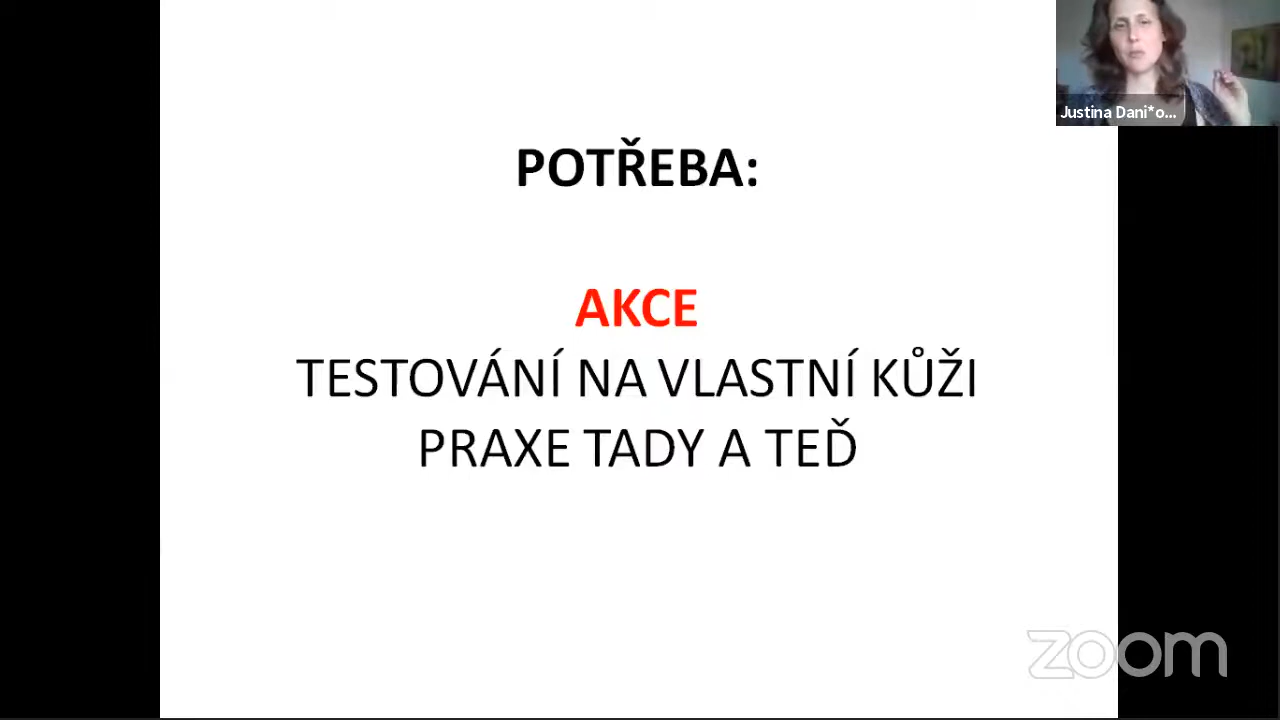 Justina Dani*o...
POTŘEBA:
AKCE
TESTOVÁNÍ NA VLASTNÍ KŮŽI
PRAXE TADY A TEĎ
zoom